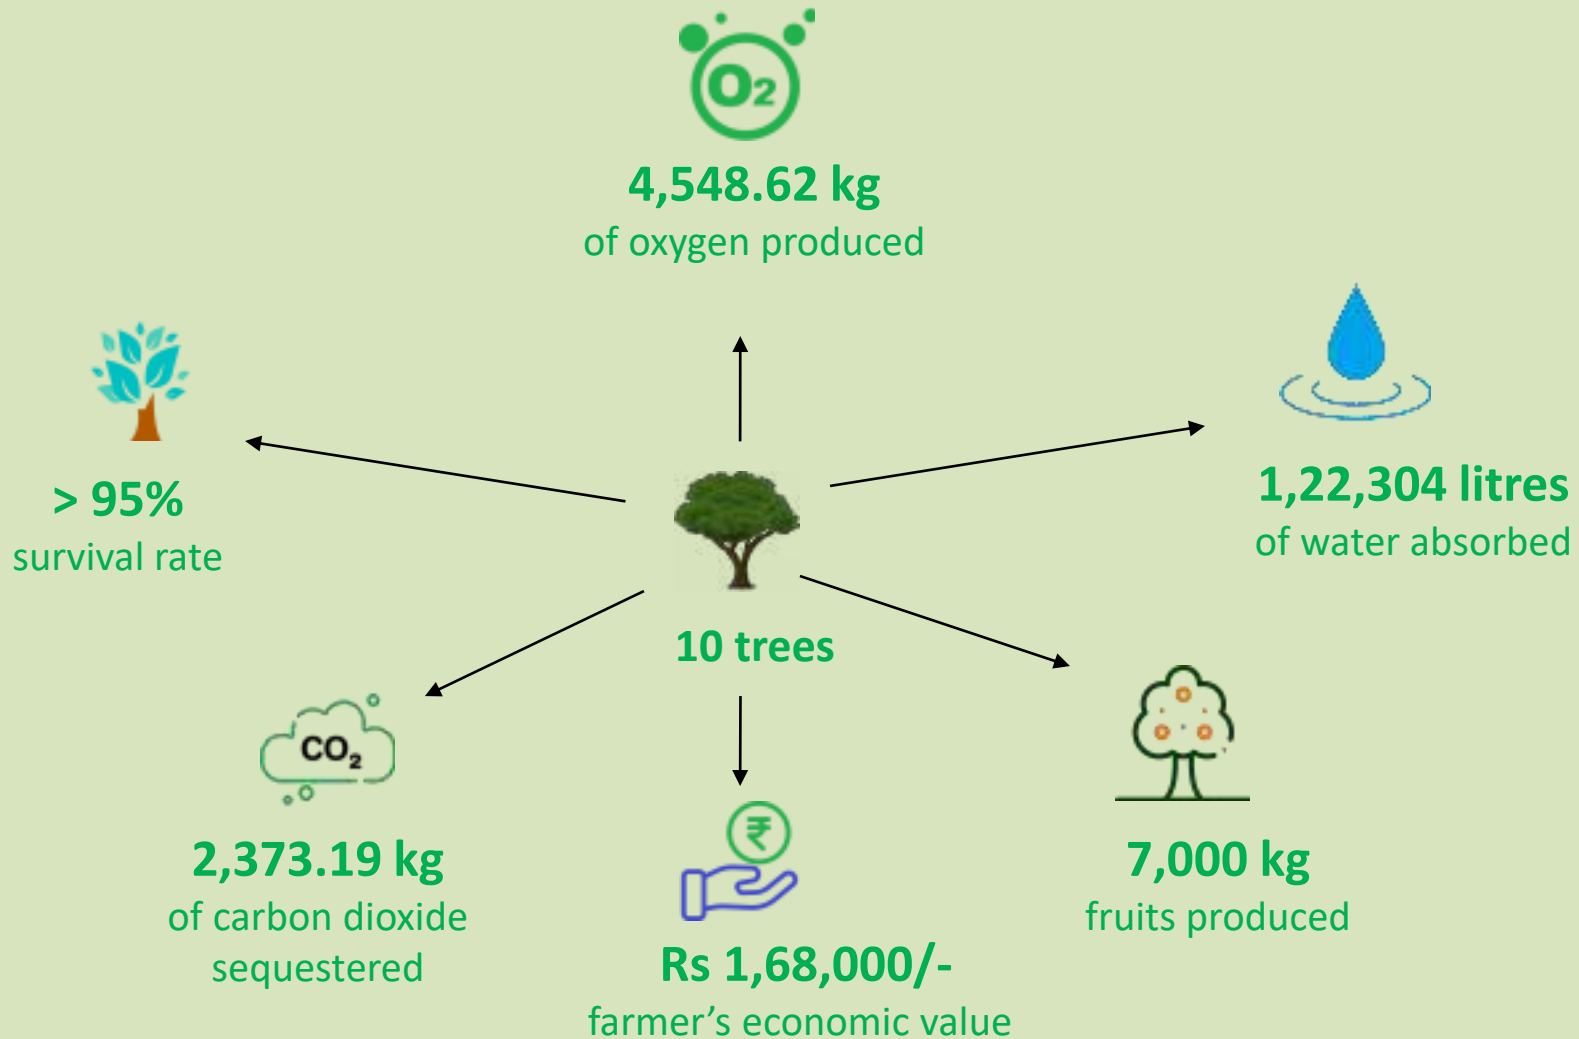 O2
4,548.62 kg
of oxygen produced
> 95%
survival rate
1,22,304 litres
of water absorbed
10 trees
CO₂
2,373.19 kg
of carbon dioxide
sequestered
₹
Rs 1,68,000/-
farmer’s economic value
7,000 kg
fruits produced